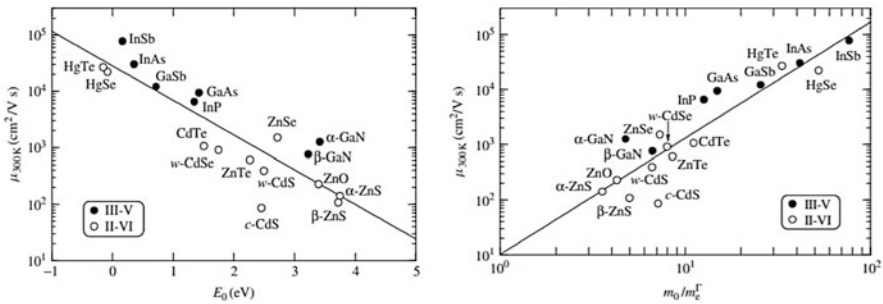 10⁵
10⁴
10³
10²
10¹
μ300K (cm²/V s)
InSb
InAs
HgTe
HgSe
GaSb
GaAs
InP
ZnSe
α-GaN
CdTe
β-GaN
w-CdSe
ZnTe
w-CdS
ZnO
α-ZnS
c-CdS
β-ZnS
III-V
II-VI
−1 0 1 2 3 4 5
E0 (eV)
10⁵
10⁴
10³
10²
10¹
μ300K (cm²/V s)
HgTe
InAs
InSb
GaAs
GaSb
HgSe
InP
w-CdSe
ZnSe
α-GaN
CdTe
β-GaN
ZnTe
ZnO
w-CdS
α-ZnS
β-ZnS
c-CdS
III-V
II-VI
10⁰ 10¹ 10²
m0/meΓ